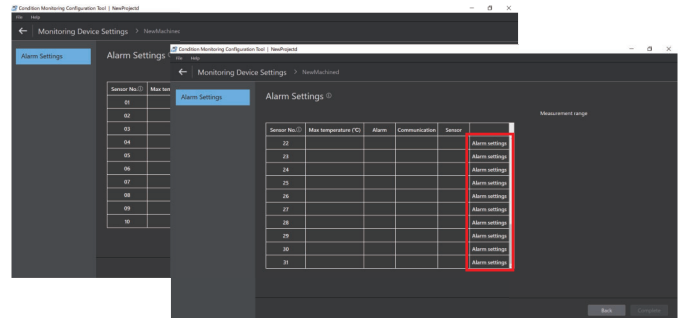 Condition Monitoring Configuration Tool | NewProjectd
File Help
Monitoring Device Settings > NewMachines
Alarm Settings
Alarm Settings
Sensor No.ⓘ Max tem
01
02
03
04
05
06
07
08
09
10
Condition Monitoring Configuration Tool | NewProjectd
File Help
Monitoring Device Settings > NewMachined
Alarm Settings
Alarm Settings ⓘ
Measurement range
Sensor No.ⓘ Max temperature (℃) Alarm Communication Sensor
22 Alarm settings
23 Alarm settings
24 Alarm settings
25 Alarm settings
26 Alarm settings
27 Alarm settings
28 Alarm settings
29 Alarm settings
30 Alarm settings
31 Alarm settings
Back Complete